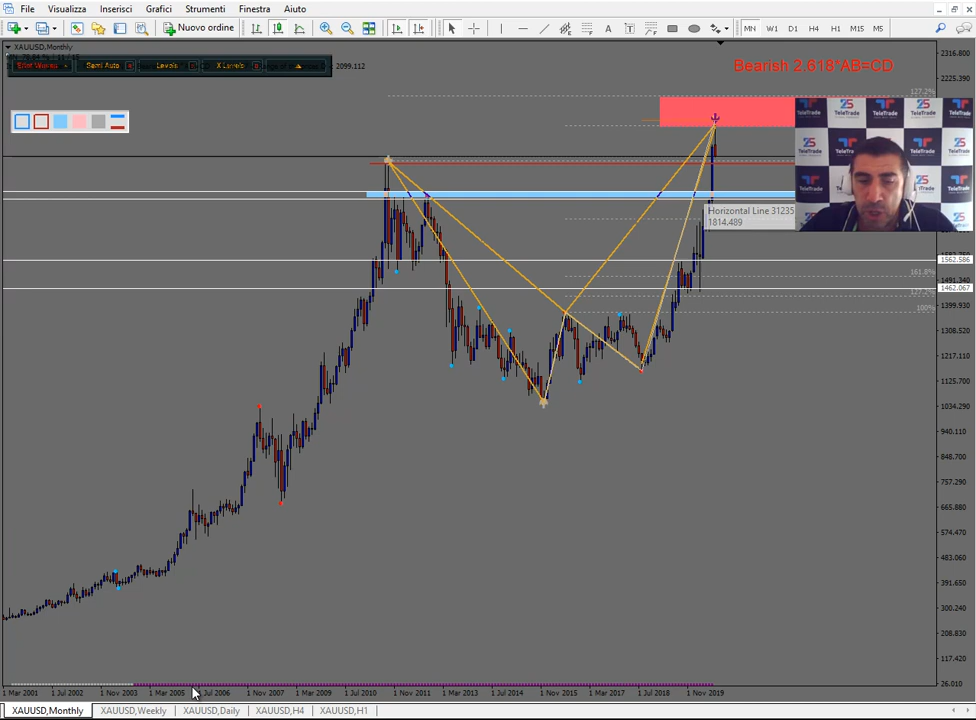 File Visualizza Inserisci Grafici Strumenti Finestra Aiuto
Nuovo ordine
A T
MN W1 D1 H4 H1 M15 M5
XAUUSD,Monthly
Semi Auto Levels X Levels
2099.112
Bearish 2.618*AB=CD
2316.800
2225.390
127.2%
TeleTrade
Horizontal Line 31235
1814.489
1562.586
161.8%
1491.340
1462.067
127.2%
1399.930
100%
1308.520
1217.110
1125.700
1034.290
940.110
848.700
757.290
665.880
574.470
483.060
391.650
300.240
208.830
117.420
26.010
1 Mar 2001 1 Jul 2002 1 Nov 2003 1 Mar 2005 1 Jul 2006 1 Nov 2007 1 Mar 2009 1 Jul 2010 1 Nov 2011 1 Mar 2013 1 Jul 2014 1 Nov 2015 1 Mar 2017 1 Jul 2018 1 Nov 2019
XAUUSD,Monthly XAUUSD,Weekly XAUUSD,Daily XAUUSD,H4 XAUUSD,H1